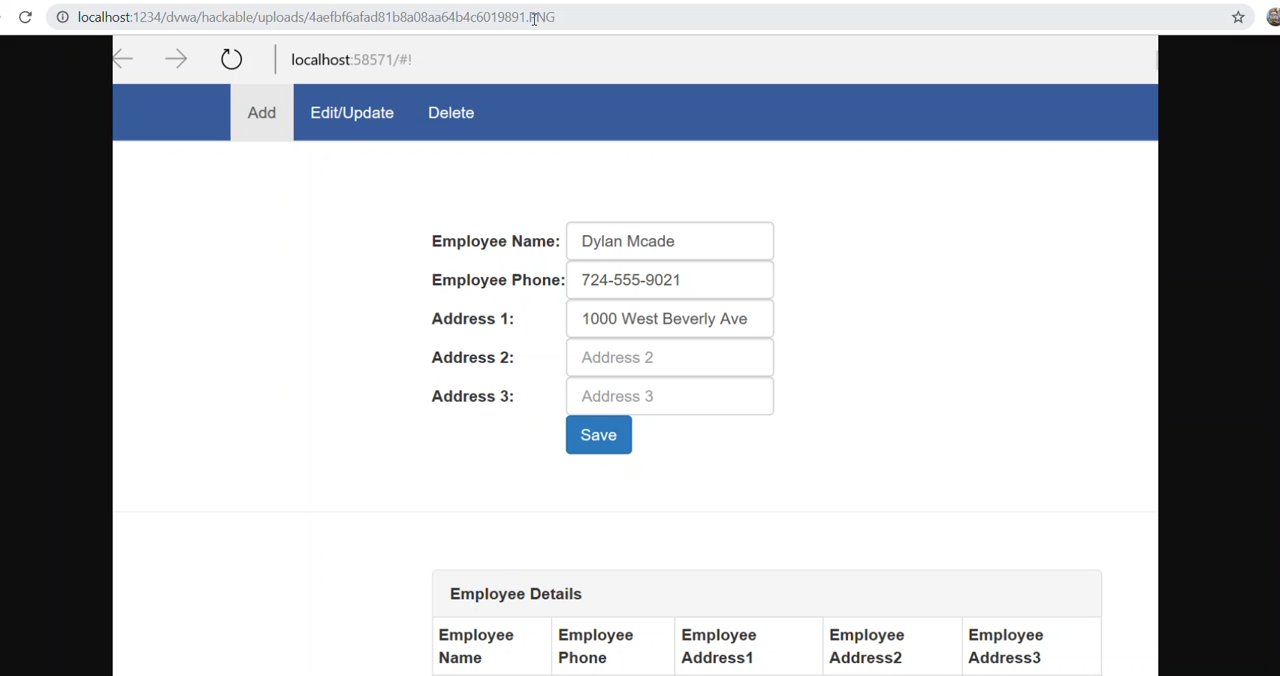 localhost:1234/dvwa/hackable/uploads/4aefbf6afad81b8a08aa64b4c6019891.PNG
localhost:58571/#!
Add Edit/Update Delete
Employee Name: Dylan Mcade
Employee Phone: 724-555-9021
Address 1: 1000 West Beverly Ave
Address 2: Address 2
Address 3: Address 3
Save
Employee Details
Employee Employee Employee Employee Employee
Name Phone Address1 Address2 Address3